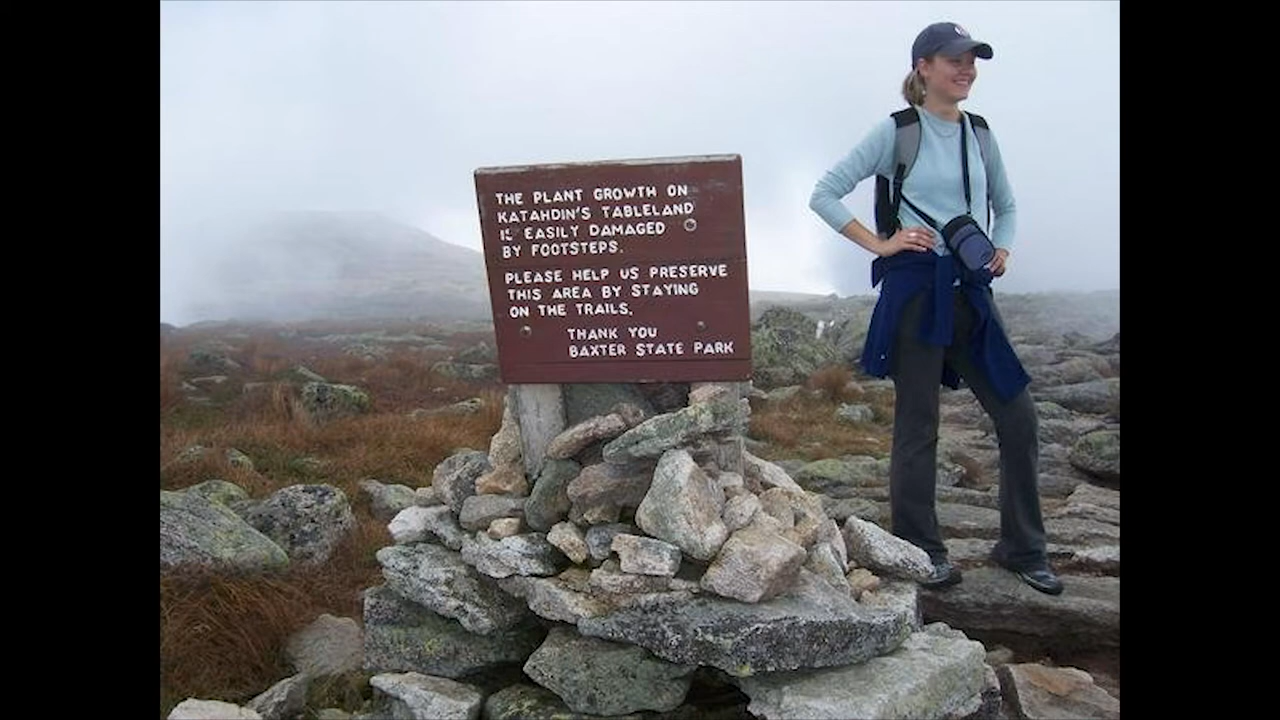 THE PLANT GROWTH ON
KATAHDIN'S TABLELAND
IS EASILY DAMAGED
BY FOOTSTEPS.
PLEASE HELP US PRESERVE
THIS AREA BY STAYING
ON THE TRAILS.
THANK YOU
BAXTER STATE PARK